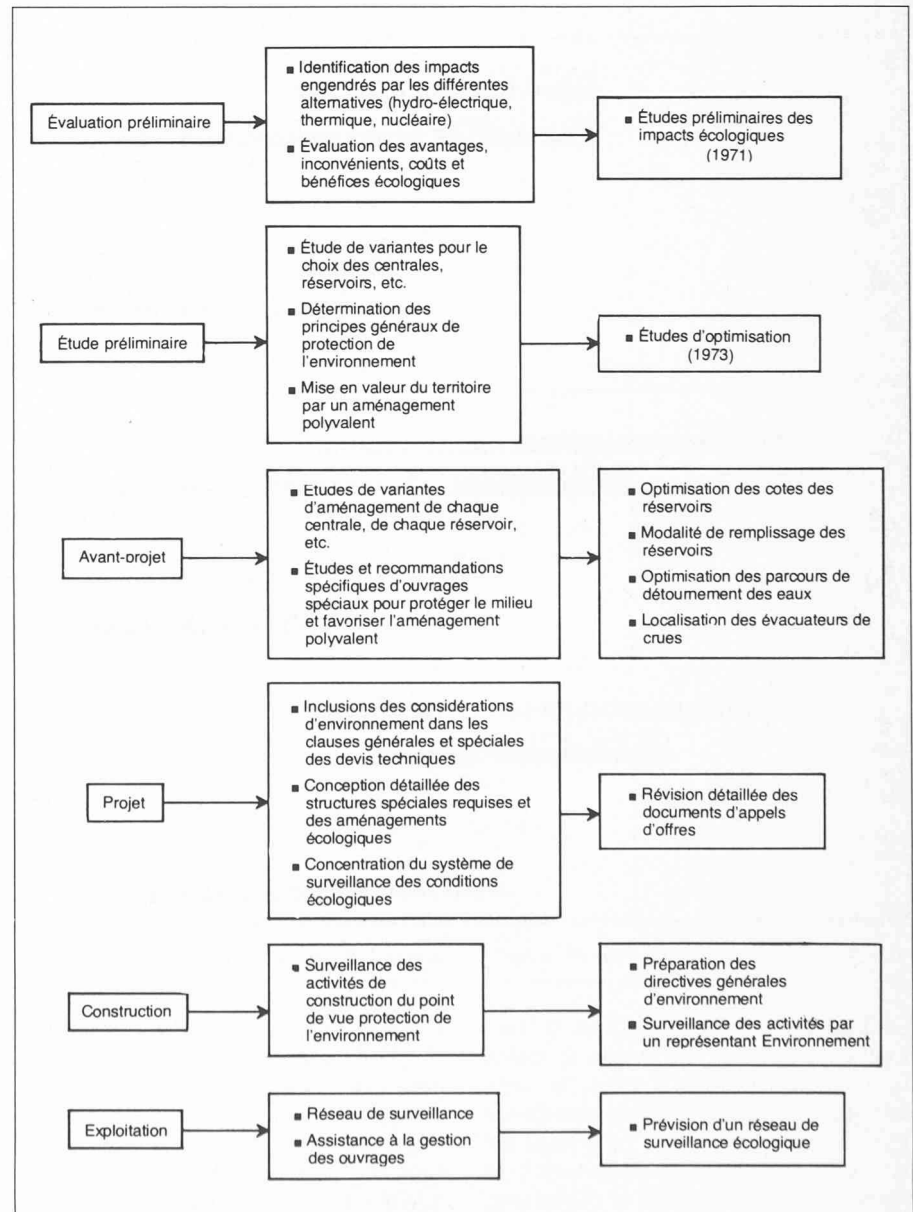 Évaluation préliminaire
■ Identification des impacts
engendrés par les différentes
alternatives (hydro-électrique,
thermique, nucléaire)
■ Évaluation des avantages,
inconvénients, coûts et
bénéfices écologiques
■ Études préliminaires des
impacts écologiques
(1971)
Étude préliminaire
■ Étude de variantes pour le
choix des centrales,
réservoirs, etc.
■ Détermination des
principes généraux de
protection de
l'environnement
■ Mise en valeur du territoire
par un aménagement
polyvalent
■ Études d'optimisation
(1973)
Avant-projet
■ Études de variantes
d'aménagement de chaque
centrale, de chaque réservoir,
etc.
■ Études et recommandations
spécifiques d'ouvrages
spéciaux pour protéger le milieu
et favoriser l'aménagement
polyvalent
■ Optimisation des cotes des
réservoirs
■ Modalité de remplissage des
réservoirs
■ Optimisation des parcours de
détournement des eaux
■ Localisation des évacuateurs de
crues
Projet
■ Inclusions des considérations
d'environnement dans les
clauses générales et spéciales
des devis techniques
■ Conception détaillée des
structures spéciales requises et
des aménagements
écologiques
■ Concentration du système de
surveillance des conditions
écologiques
■ Révision détaillée des
documents d'appels
d'offres
Construction
■ Surveillance des
activités de
construction du point
de vue protection de
l'environnement
■ Préparation des
directives générales
d'environnement
■ Surveillance des activités par
un représentant Environnement
Exploitation
■ Réseau de surveillance
■ Assistance à la gestion
des ouvrages
■ Prévision d'un réseau de
surveillance écologique